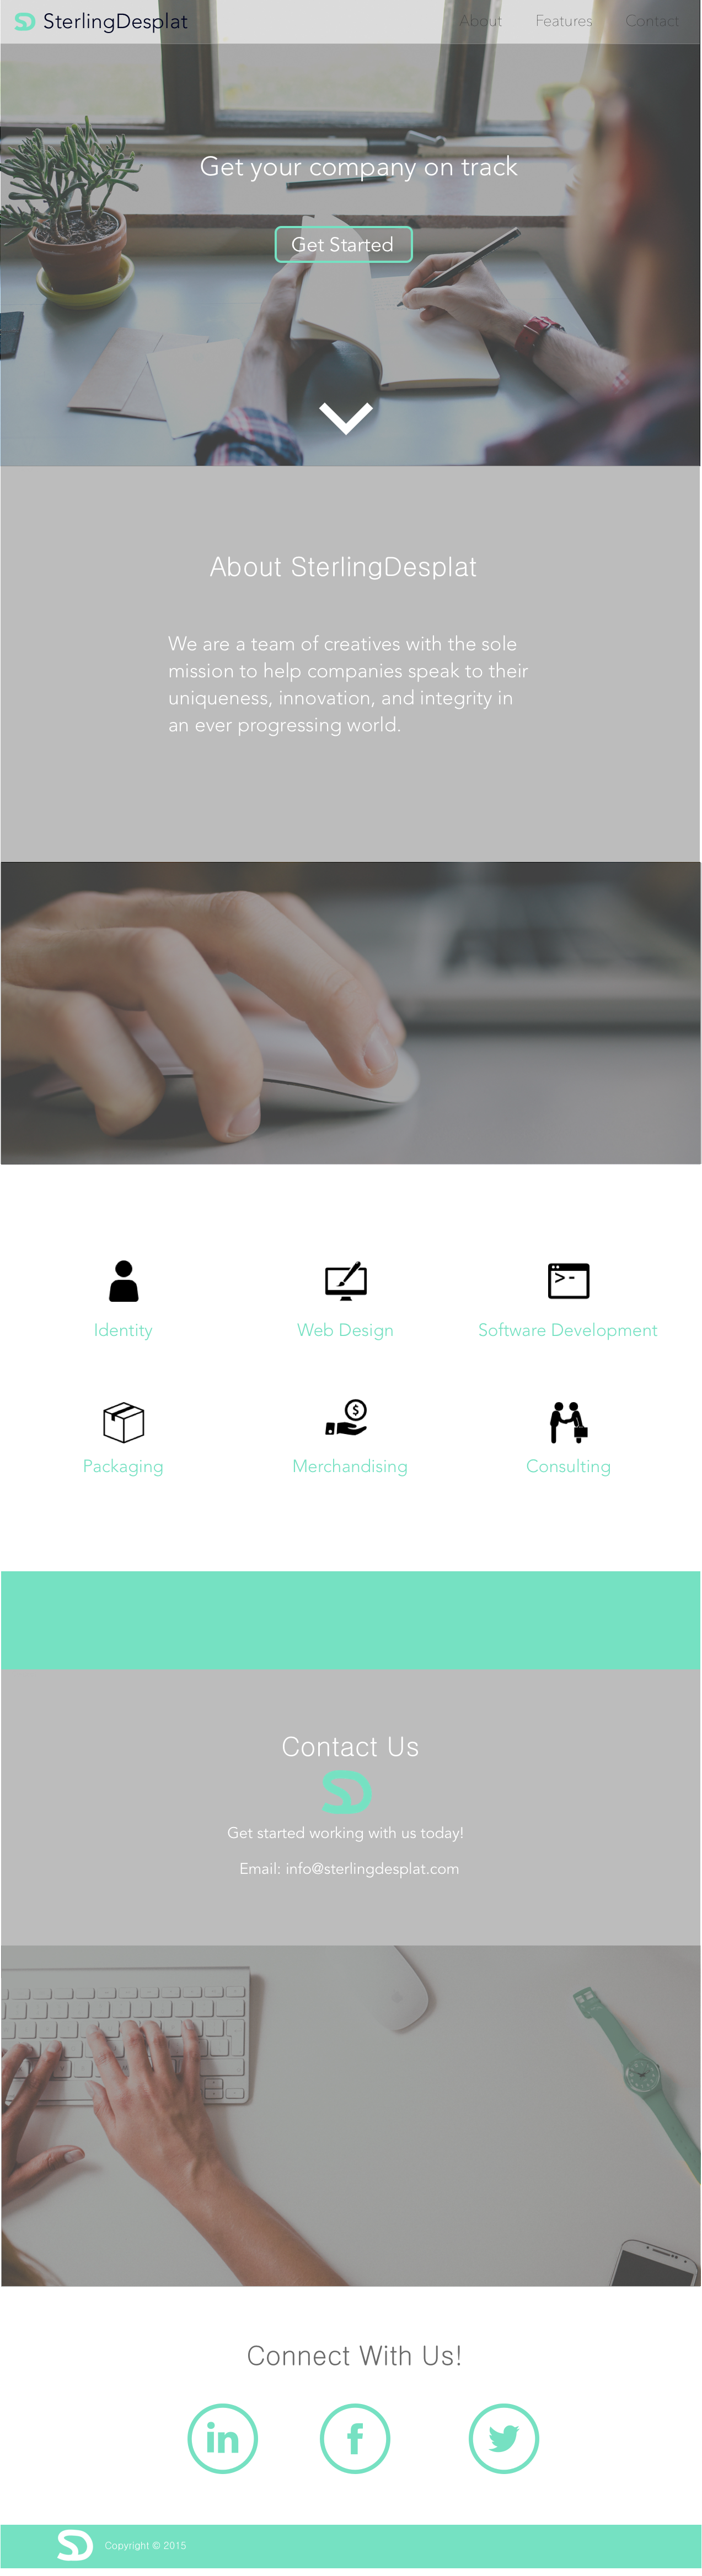 SD SterlingDesplat
About Features Contact
Get your company on track
Get Started
About SterlingDesplat
We are a team of creatives with the sole
mission to help companies speak to their
uniqueness, innovation, and integrity in
an ever progressing world.
>-
Identity Web Design Software Development
$
Packaging Merchandising Consulting
Contact Us
SD
Get started working with us today!
Email: info@sterlingdesplat.com
Connect With Us!
in f
SD Copyright © 2015